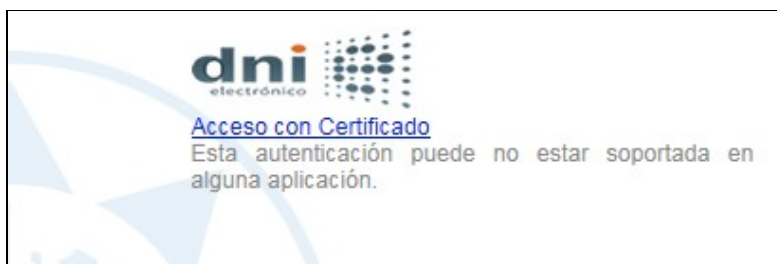 dni
electrónico
Acceso con Certificado
Esta autenticación puede no estar soportada en
alguna aplicación.